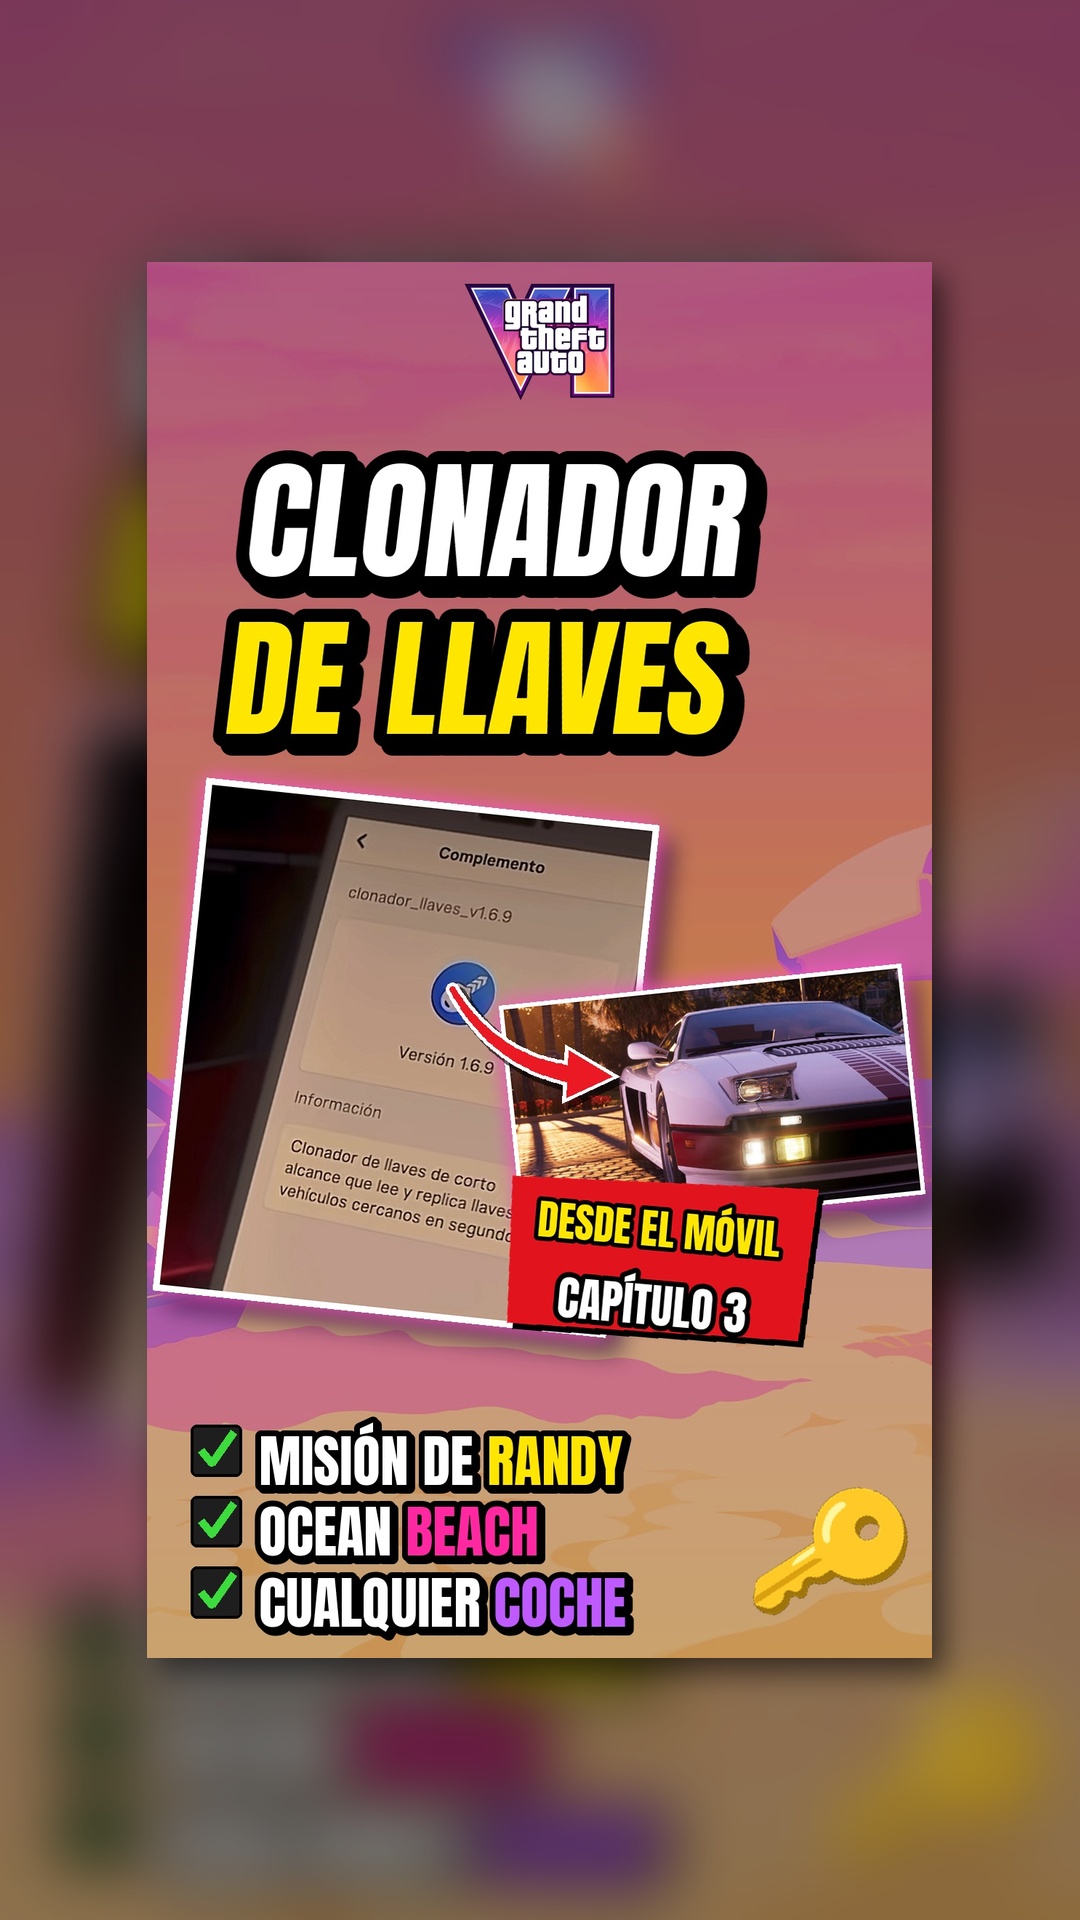 grand
theft
auto
VI
CLONADOR
DE LLAVES
Complemento
clonador_llaves_v1.6.9
Versión 1.6.9
Información
Clonador de llaves de corto
alcance que lee y replica llaves
vehículos cercanos en
DESDE EL MÓVIL
CAPÍTULO 3
MISIÓN DE RANDY
OCEAN BEACH
CUALQUIER COCHE